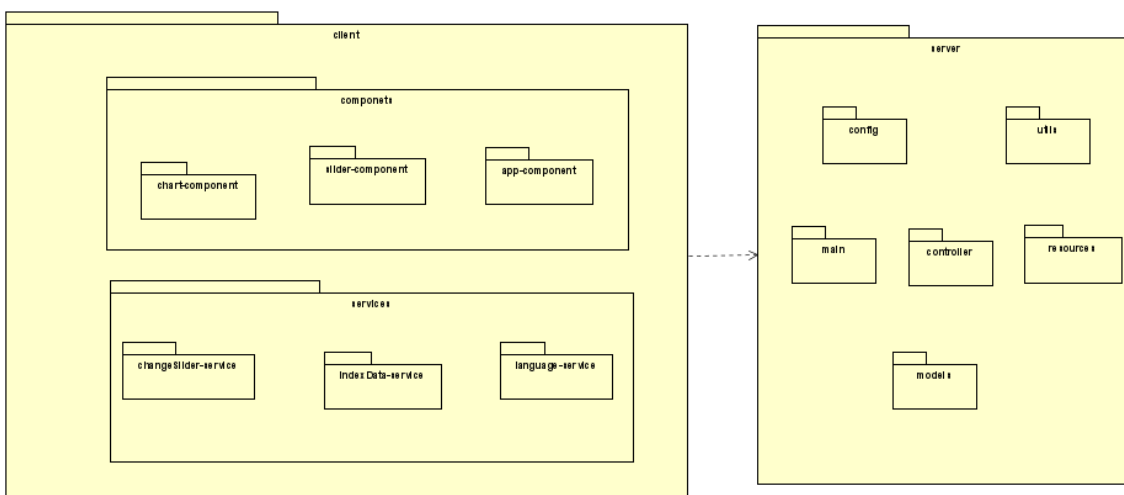 client
componets
chart-component
slider-component
app-component
services
changeSlider-service
indexData-service
language-service
server
config
utils
main
controller
resources
models